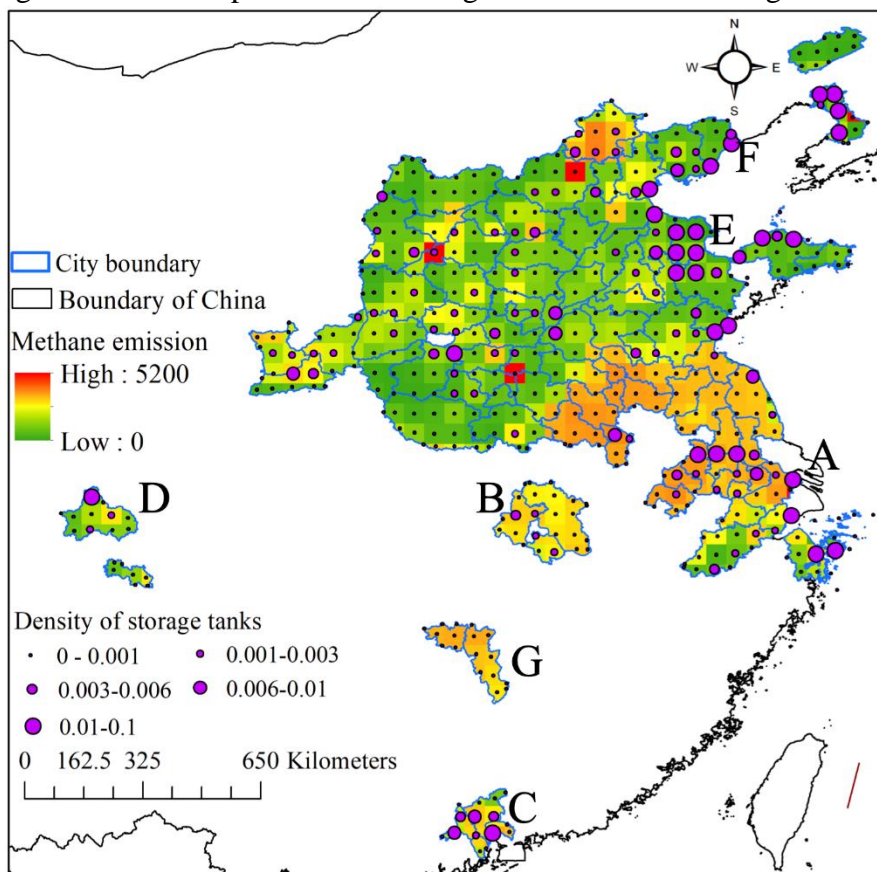 N
W E
S
F
E
City boundary
Boundary of China
Methane emission
High : 5200
Low : 0
A
D
B
Density of storage tanks
0 - 0.001 0.001-0.003
0.003-0.006 0.006-0.01
0.01-0.1
G
0 162.5 325 650 Kilometers
C